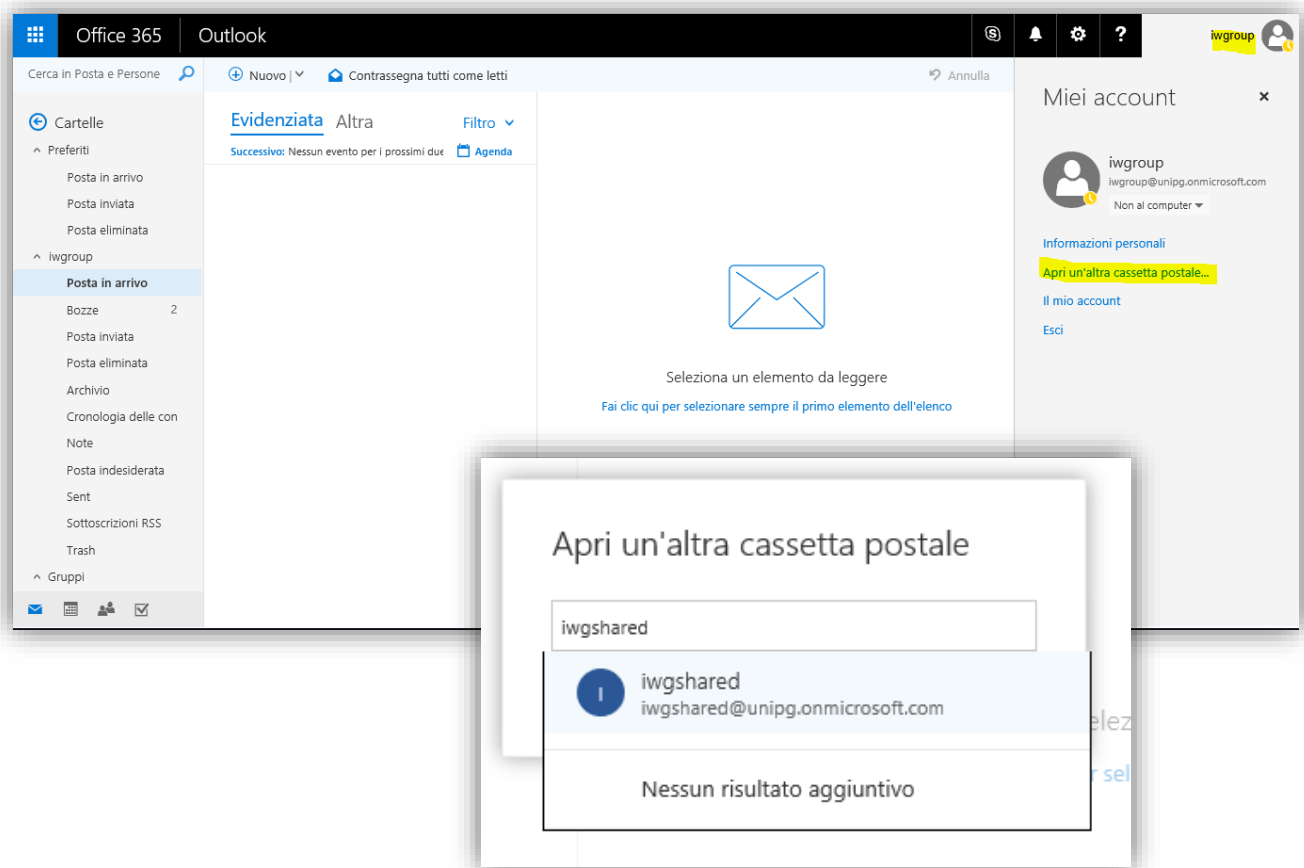 Office 365
Outlook
iwgroup
Cerca in Posta e Persone
Nuovo
Contrassegna tutti come letti
Annulla
Cartelle
Preferiti
Posta in arrivo
Posta inviata
Posta eliminata
iwgroup
Posta in arrivo
Bozze 2
Posta inviata
Posta eliminata
Archivio
Cronologia delle con
Note
Posta indesiderata
Sent
Sottoscrizioni RSS
Trash
Gruppi
Evidenziata Altra Filtro
Successivo: Nessun evento per i prossimi due Agenda
Seleziona un elemento da leggere
Fai clic qui per selezionare sempre il primo elemento dell'elenco
Miei account
iwgroup
iwgroup@unipg.onmicrosoft.com
Non al computer
Informazioni personali
Apri un'altra cassetta postale...
Il mio account
Esci
Apri un'altra cassetta postale
iwgshared
I
iwgshared
iwgshared@unipg.onmicrosoft.com
Nessun risultato aggiuntivo
elez
r sel